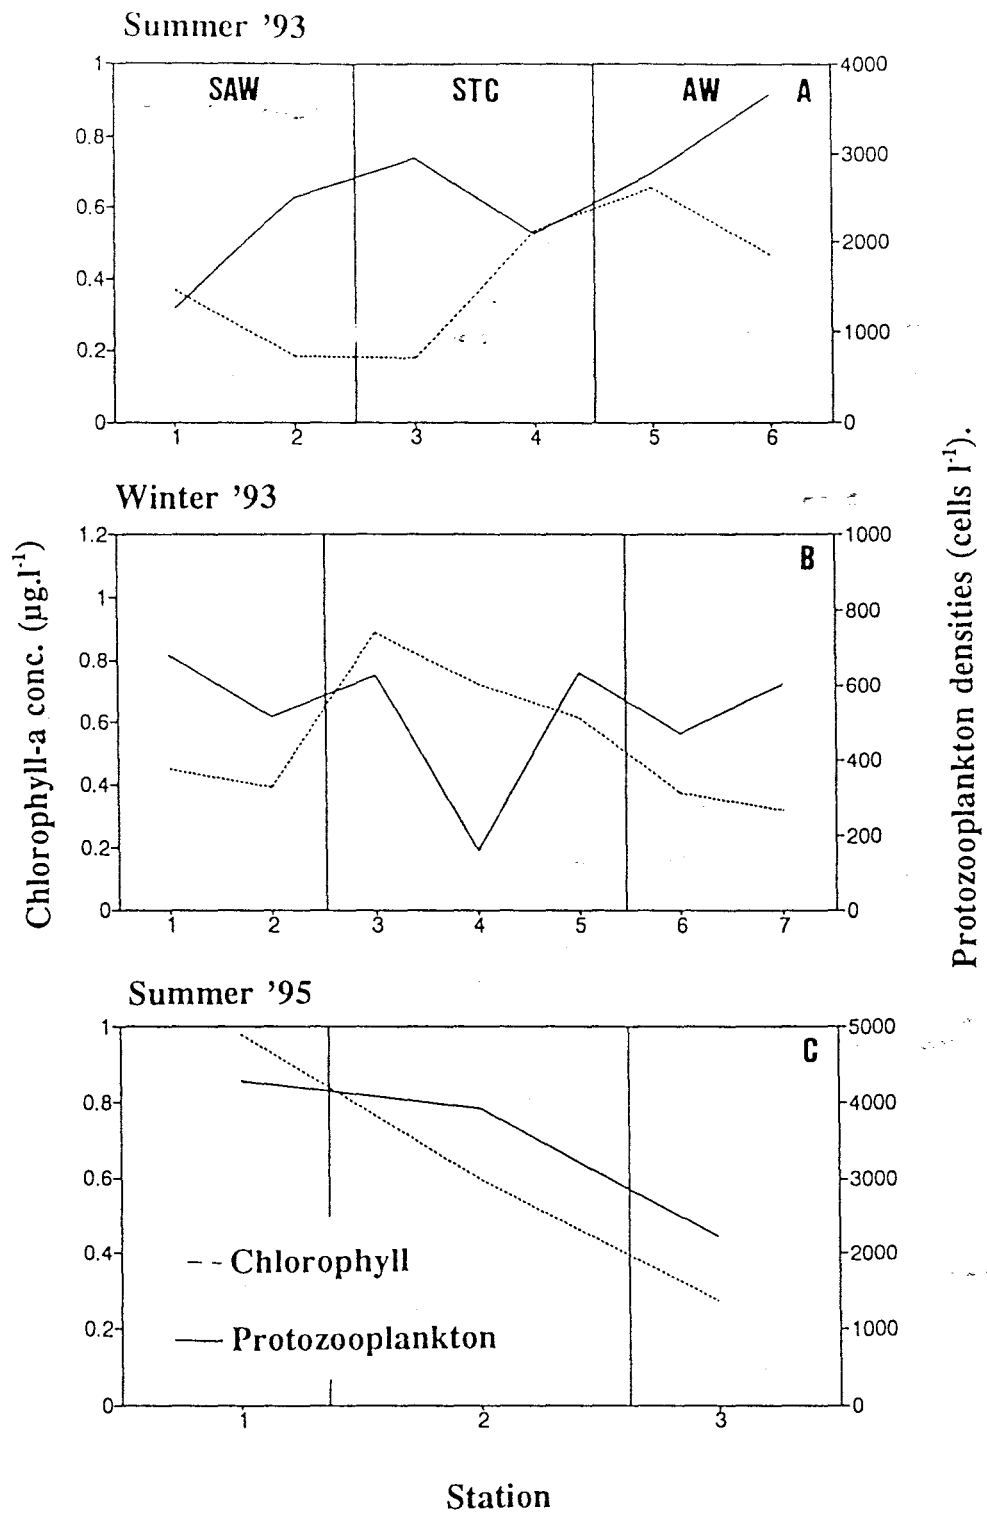 Summer '93
SAW STC AW A
1
0.8
0.6
0.4
0.2
0
4000
3000
2000
1000
0
1 2 3 4 5 6
Winter '93
B
1.2
1
0.8
0.6
0.4
0.2
0
1000
800
600
400
200
0
1 2 3 4 5 6 7
Chlorophyll-a conc. (µg.l⁻¹)
Protozooplankton densities (cells l⁻¹).
Summer '95
C
1
0.8
0.6
0.4
0.2
0
5000
4000
3000
2000
1000
0
Chlorophyll
Protozooplankton
1 2 3
Station